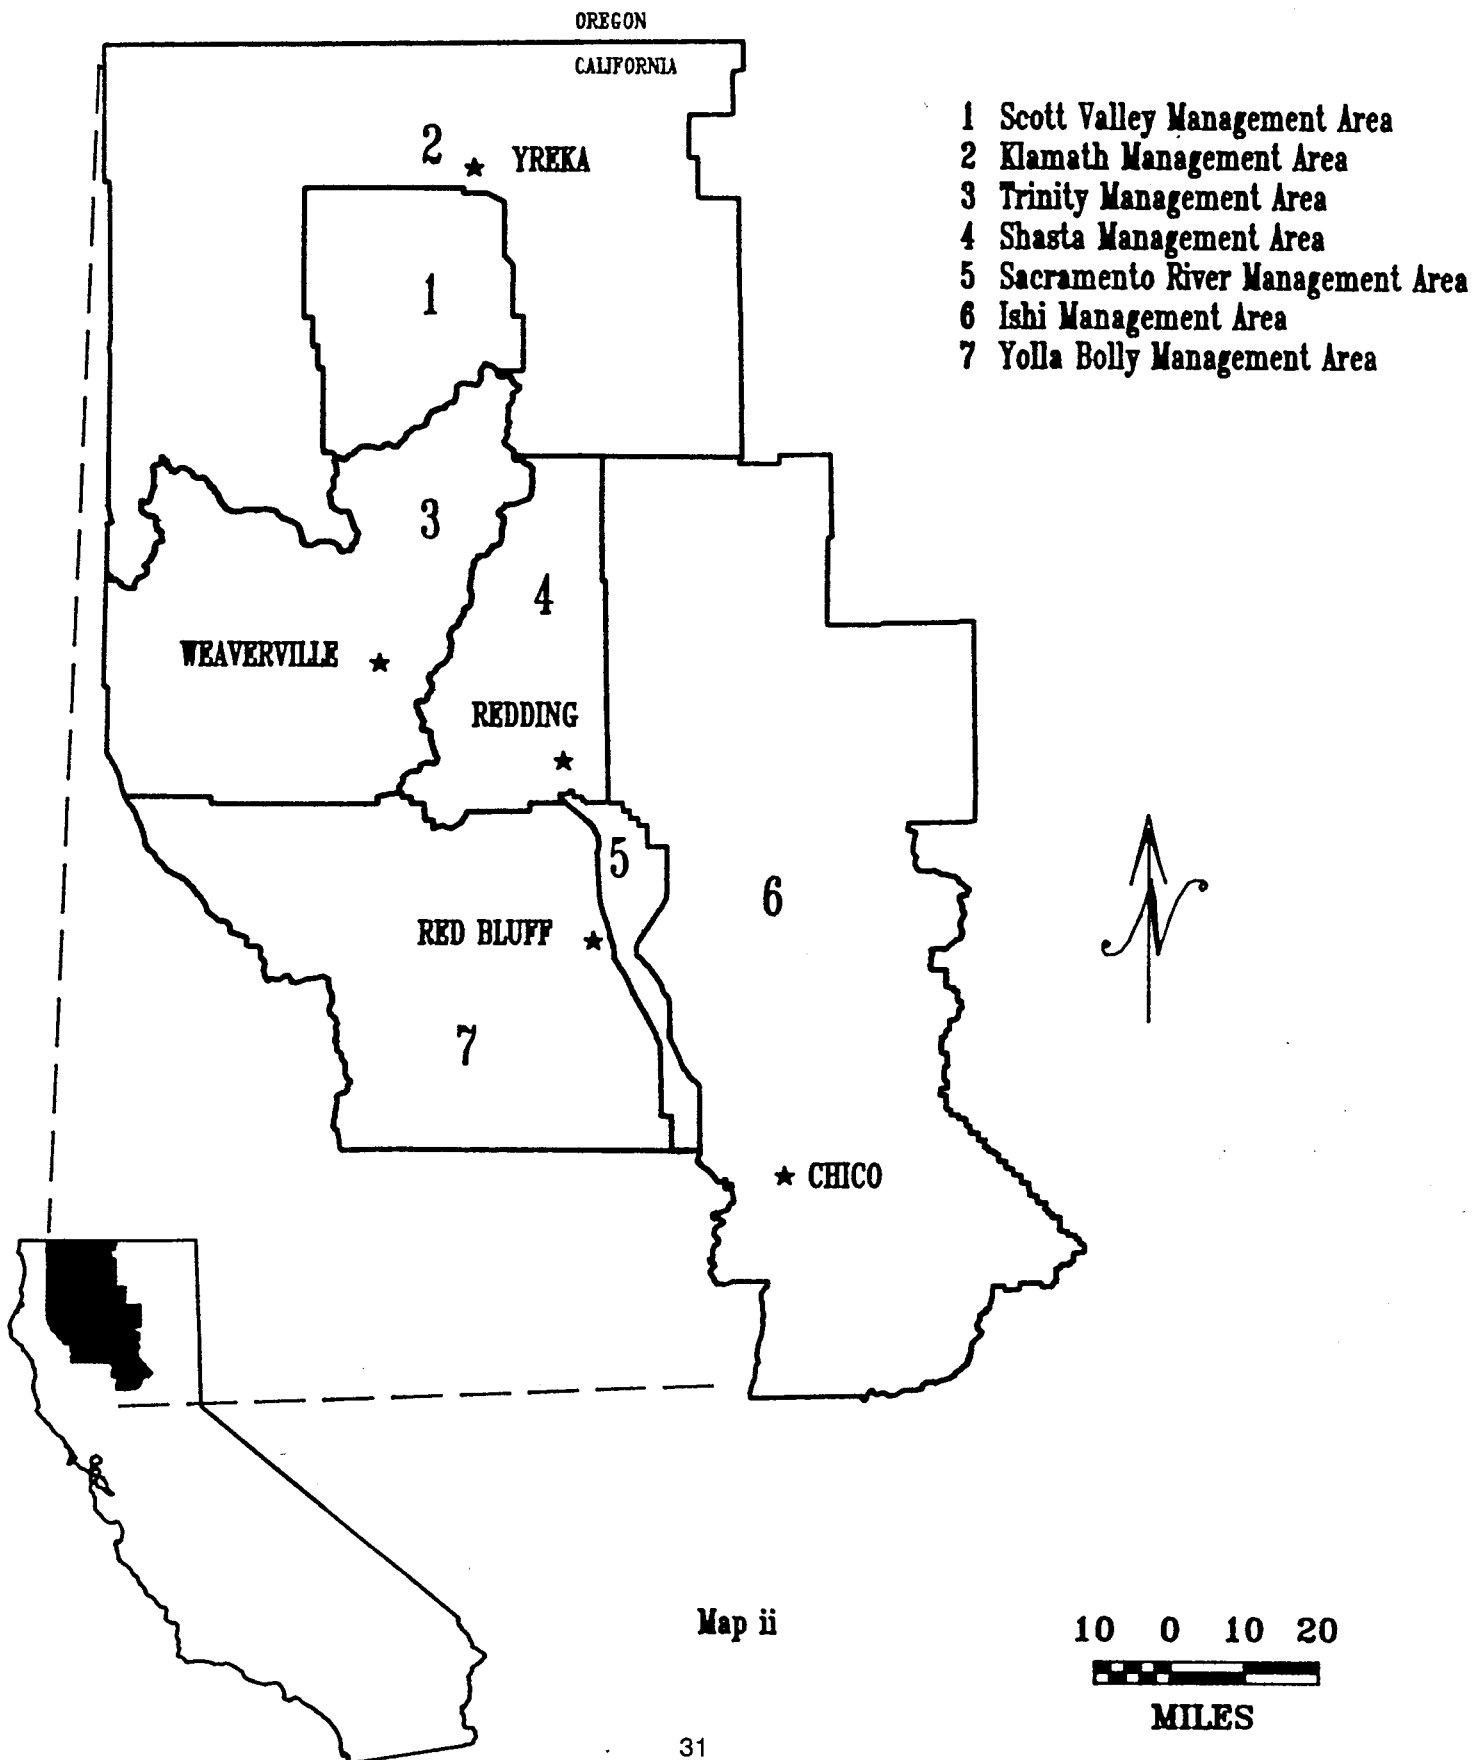 OREGON
CALIFORNIA
1 Scott Valley Management Area
2 Klamath Management Area
3 Trinity Management Area
4 Shasta Management Area
5 Sacramento River Management Area
6 Ishi Management Area
7 Yolla Bolly Management Area
2
YREKA
1
3
4
WEAVERVILLE
REDDING
5
6
RED BLUFF
N
7
CHICO
Map ii
10 0 10 20
MILES
31